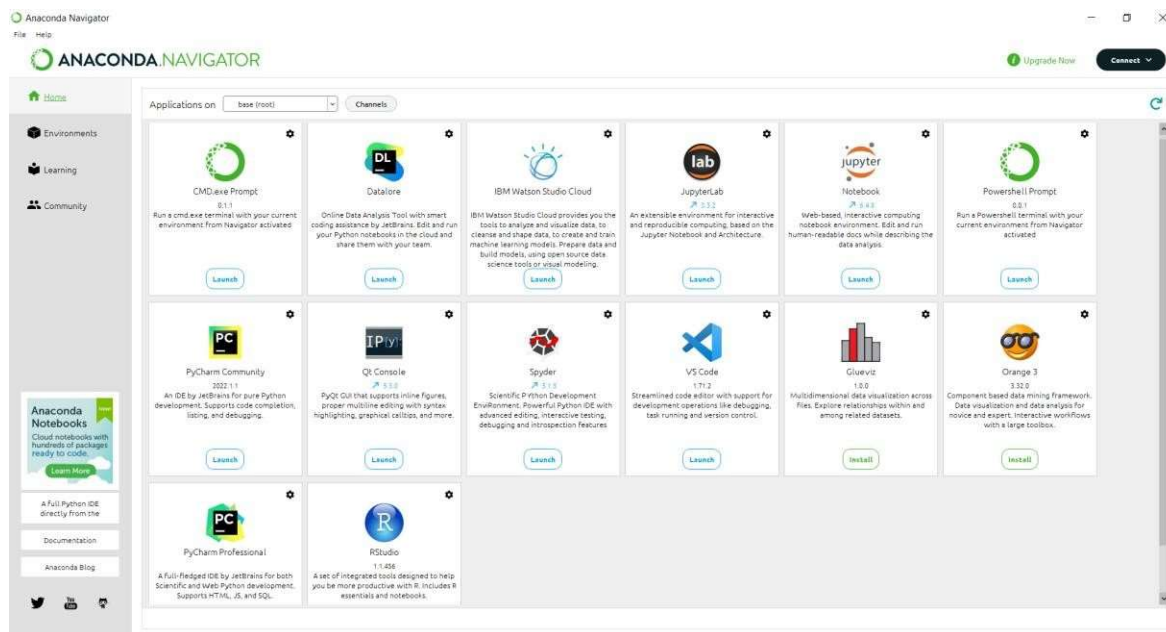 Anaconda Navigator
File Help
ANACONDA.NAVIGATOR
Upgrade Now
Connect
Home
Environments
Learning
Community
Applications on base (root) Channels
CMD.exe Prompt
0.1.1
Run a cmd.exe terminal with your current
environment from Navigator activated
Launch
DL
Datalore
Online Data Analysis Tool with smart
coding assistance by JetBrains. Edit and run
your Python notebooks in the cloud and
share them with your team.
Launch
IBM Watson Studio Cloud
IBM Watson Studio Cloud provides you the
tools to analyze and visualize data, to
cleanse and shape data, to create and train
machine learning models. Prepare data and
build models, using open source data
science tools or visual modeling.
Launch
lab
JupyterLab
3.3.2
An extensible environment for interactive
and reproducible computing, based on the
Jupyter Notebook and Architecture.
Launch
jupyter
Notebook
Web-based, interactive computing
notebook environment. Edit and run
human-readable docs while describing the
data analysis.
Launch
Powershell Prompt
0.0.1
Run a Powershell terminal with your
current environment from Navigator
activated
Launch
PC
PyCharm Community
2022.1.1
An IDE by JetBrains for pure Python
development. Supports code completion,
listing, and debugging.
Launch
IP[y]:
Qt Console
PyQt GUI that supports inline figures,
proper multiline editing with syntax
highlighting, graphical calltips, and more.
Launch
Spyder
Scientific Python Development
EnviRonment. Powerful Python IDE with
advanced editing, interactive testing,
debugging and introspection features
Launch
VS Code
1.71.2
Streamlined code editor with support for
development operations like debugging,
task running and version control.
Launch
Glueviz
1.0.0
Multidimensional data visualization across
files. Explore relationships within and
among related datasets.
Install
Orange 3
3.32.0
Component based data mining framework.
Data visualization and data analysis for
novice and expert. Interactive workflows
with a large toolbox.
Install
PC
PyCharm Professional
A full-fledged IDE by JetBrains for both
Scientific and Web Python development.
Supports HTML, JS, and SQL.
R
RStudio
1.1.456
A set of integrated tools designed to help
you be more productive with R. Includes R
essentials and notebooks.
Anaconda
Notebooks
Cloud notebooks with
hundreds of packages
ready to code.
Learn More
A Full Python IDE
directly from the
Documentation
Anaconda Blog
You
Tube